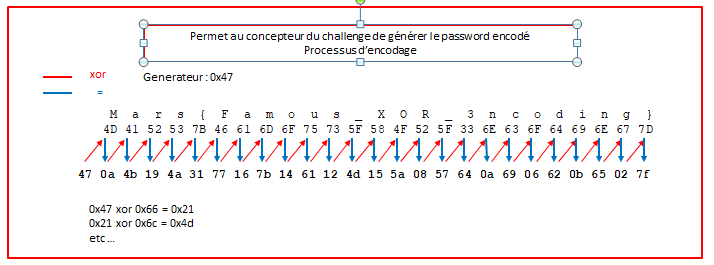 Permet au concepteur du challenge de générer le password encodé
Processus d’encodage
xor
Generateur : 0x47
=
M a r s { F a m o u s _ X O R _ 3 n c o d i n g }
4D 41 52 53 7B 46 61 6D 6F 75 73 5F 58 4F 52 5F 33 6E 63 6F 64 69 6E 67 7D
47 0a 4b 19 4a 31 77 16 7b 14 61 12 4d 15 5a 08 57 64 0a 69 06 62 0b 65 02 7f
0x47 xor 0x66 = 0x21
0x21 xor 0x6c = 0x4d
etc ...